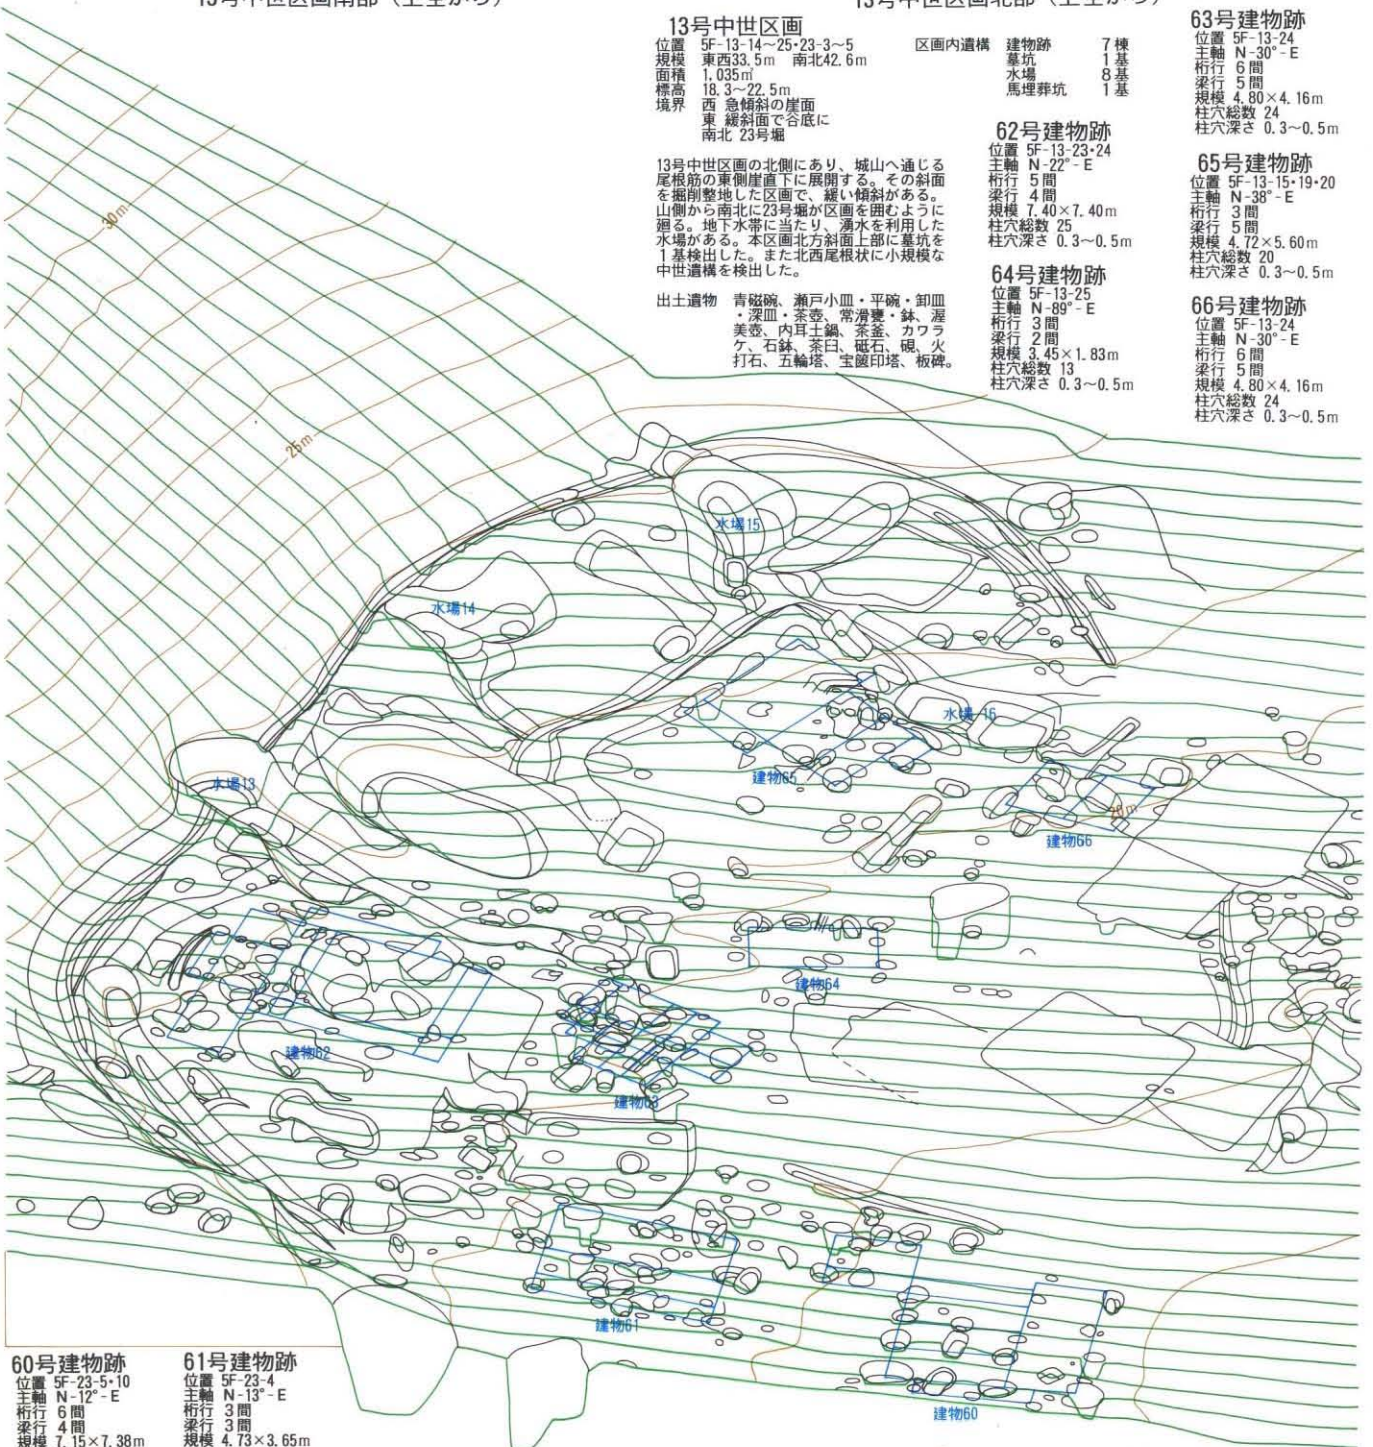 13号中世区画南部（上空から）
13号中世区画北部（上空から）
13号中世区画
位置 5F-13-14～25・23-3～5
規模 東西33.5m 南北42.6m
面積 1,035㎡
標高 18.3～22.5m
境界 西 急傾斜の崖面
東 緩斜面で谷底に
南北 23号堀
区画内遺構 建物跡 7棟
墓坑 1基
水場 8基
馬埋葬坑 1基
13号中世区画の北側にあり、城山へ通じる
尾根筋の東側崖直下に展開する。その斜面
を掘削整地した区画で、緩い傾斜がある。
山側から南北に23号堀が区画を囲むように
廻る。地下水帯に当たり、湧水を利用した
水場がある。本区画北方斜面上部に墓坑を
1基検出した。また北西尾根状に小規模な
中世遺構を検出した。
出土遺物 青磁碗、瀬戸小皿・平碗・卸皿
・深皿・茶壺、常滑甕・鉢、渥
美壺、内耳土鍋、茶釜、カワラ
ケ、石鉢、茶臼、砥石、硯、火
打石、五輪塔、宝篋印塔、板碑。
62号建物跡
位置 5F-13-23・24
主軸 N-22°-E
桁行 5間
梁行 4間
規模 7.40×7.40m
柱穴総数 25
柱穴深さ 0.3～0.5m
64号建物跡
位置 5F-13-25
主軸 N-89°-E
桁行 3間
梁行 2間
規模 3.45×1.83m
柱穴総数 13
柱穴深さ 0.3～0.5m
63号建物跡
位置 5F-13-24
主軸 N-30°-E
桁行 6間
梁行 5間
規模 4.80×4.16m
柱穴総数 24
柱穴深さ 0.3～0.5m
65号建物跡
位置 5F-13-15・19・20
主軸 N-38°-E
桁行 3間
梁行 5間
規模 4.72×5.60m
柱穴総数 20
柱穴深さ 0.3～0.5m
66号建物跡
位置 5F-13-24
主軸 N-30°-E
桁行 6間
梁行 5間
規模 4.80×4.16m
柱穴総数 24
柱穴深さ 0.3～0.5m
30m
25m
水場15
水場14
水場16
水場13
建物65
20m
建物66
建物64
建物62
建物63
建物61
建物60
60号建物跡
位置 5F-23-5・10
主軸 N-12°-E
桁行 6間
梁行 4間
規模 7.15×7.38m
61号建物跡
位置 5F-23-4
主軸 N-13°-E
桁行 3間
梁行 3間
規模 4.73×3.65m